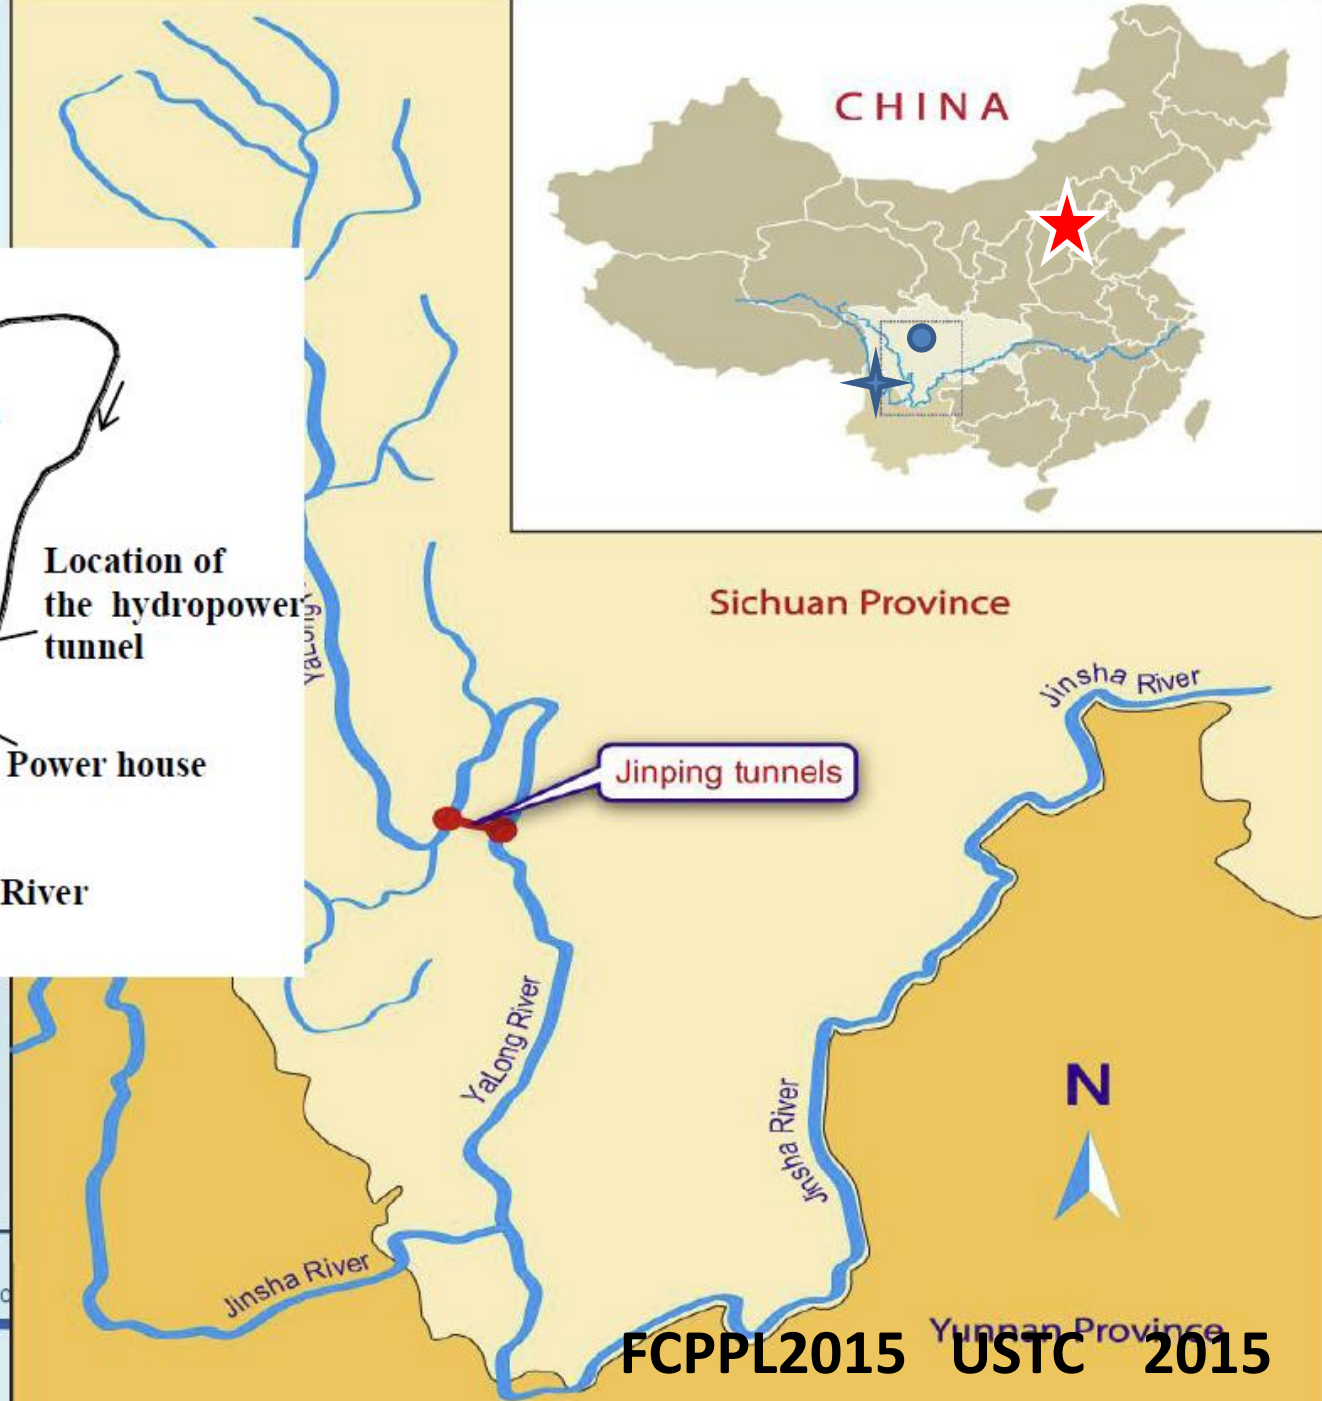 CHINA
Location of
the hydropower
tunnel
Sichuan Province
Jinsha River
Power house
Jinping tunnels
River
YaLong River
Jinsha River
Jinsha River
Yunnan Province
FCPPL2015 USTC 2015
N